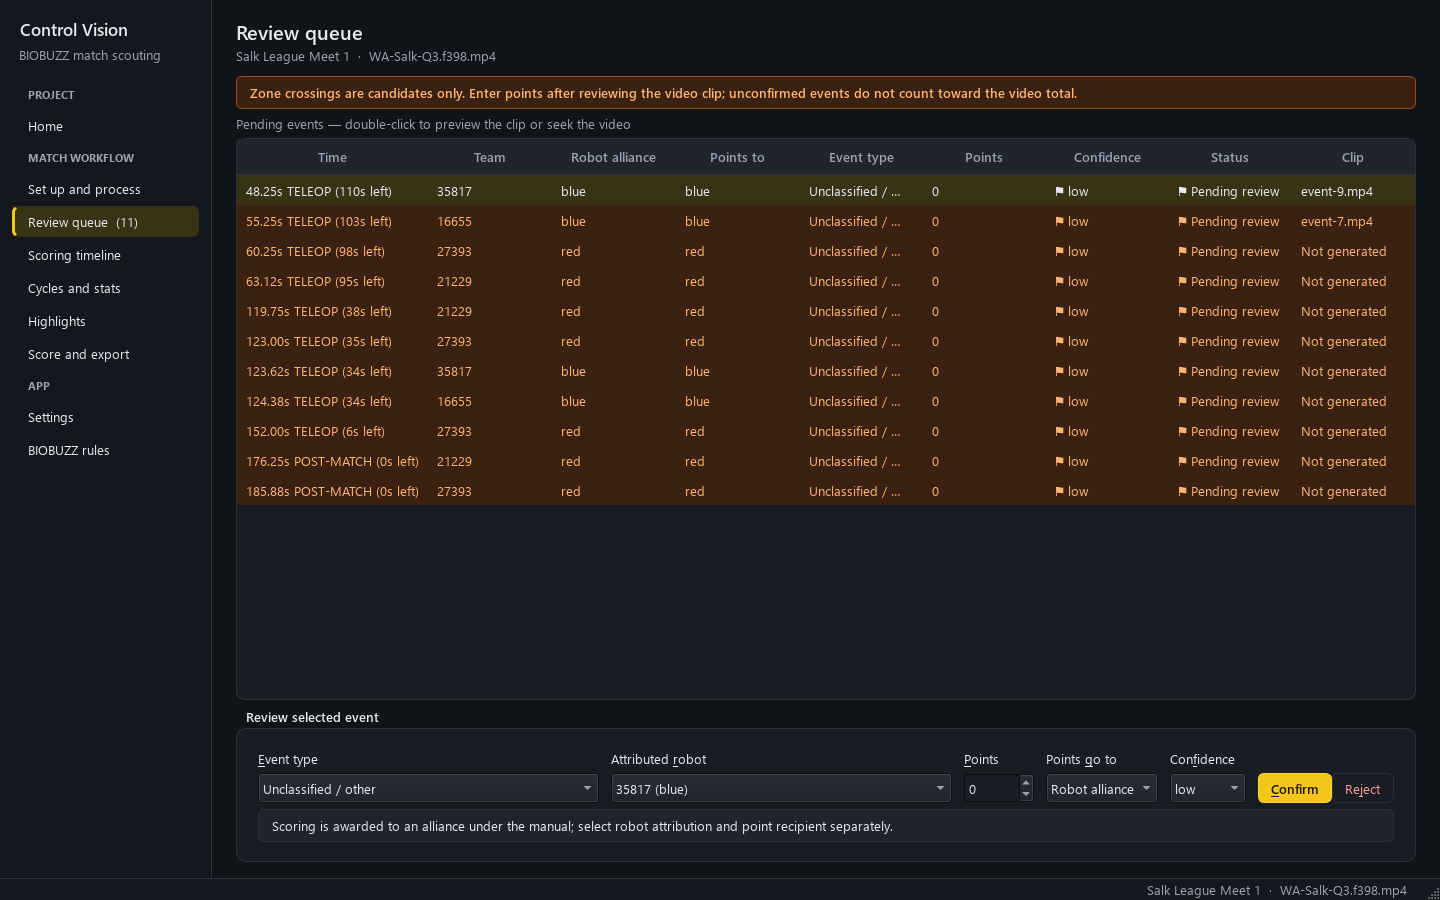 Control Vision
BIOBUZZ match scouting
PROJECT
Home
MATCH WORKFLOW
Set up and process
Review queue (11)
Scoring timeline
Cycles and stats
Highlights
Score and export
APP
Settings
BIOBUZZ rules
Review queue
Salk League Meet 1 · WA-Salk-Q3.f398.mp4
Zone crossings are candidates only. Enter points after reviewing the video clip; unconfirmed events do not count toward the video total.
Pending events — double-click to preview the clip or seek the video
Time Team Robot alliance Points to Event type Points Confidence Status Clip
48.25s TELEOP (110s left) 35817 blue blue Unclassified / ... 0 ⚑ low ⚑ Pending review event-9.mp4
55.25s TELEOP (103s left) 16655 blue blue Unclassified / ... 0 ⚑ low ⚑ Pending review event-7.mp4
60.25s TELEOP (98s left) 27393 red red Unclassified / ... 0 ⚑ low ⚑ Pending review Not generated
63.12s TELEOP (95s left) 21229 red red Unclassified / ... 0 ⚑ low ⚑ Pending review Not generated
119.75s TELEOP (38s left) 21229 red red Unclassified / ... 0 ⚑ low ⚑ Pending review Not generated
123.00s TELEOP (35s left) 27393 red red Unclassified / ... 0 ⚑ low ⚑ Pending review Not generated
123.62s TELEOP (34s left) 35817 blue blue Unclassified / ... 0 ⚑ low ⚑ Pending review Not generated
124.38s TELEOP (34s left) 16655 blue blue Unclassified / ... 0 ⚑ low ⚑ Pending review Not generated
152.00s TELEOP (6s left) 27393 red red Unclassified / ... 0 ⚑ low ⚑ Pending review Not generated
176.25s POST-MATCH (0s left) 21229 red red Unclassified / ... 0 ⚑ low ⚑ Pending review Not generated
185.88s POST-MATCH (0s left) 27393 red red Unclassified / ... 0 ⚑ low ⚑ Pending review Not generated
Review selected event
Event type Attributed robot Points Points go to Confidence
Unclassified / other 35817 (blue) 0 Robot alliance low Confirm Reject
Scoring is awarded to an alliance under the manual; select robot attribution and point recipient separately.
Salk League Meet 1 · WA-Salk-Q3.f398.mp4